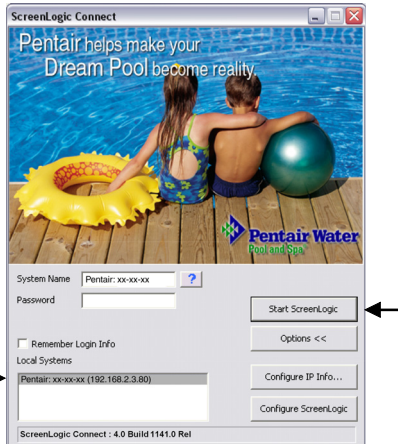 ScreenLogic Connect
Pentair helps make your
Dream Pool become reality.
Pentair Water
Pool and Spa
System Name
Pentair: xx-xx-xx
?
Password
Start ScreenLogic
Remember Login Info
Options <<
Local Systems
Pentair: xx-xx-xx (192.168.2.3.80)
Configure IP Info...
Configure ScreenLogic
ScreenLogic Connect : 4.0 Build 1141.0 Rel